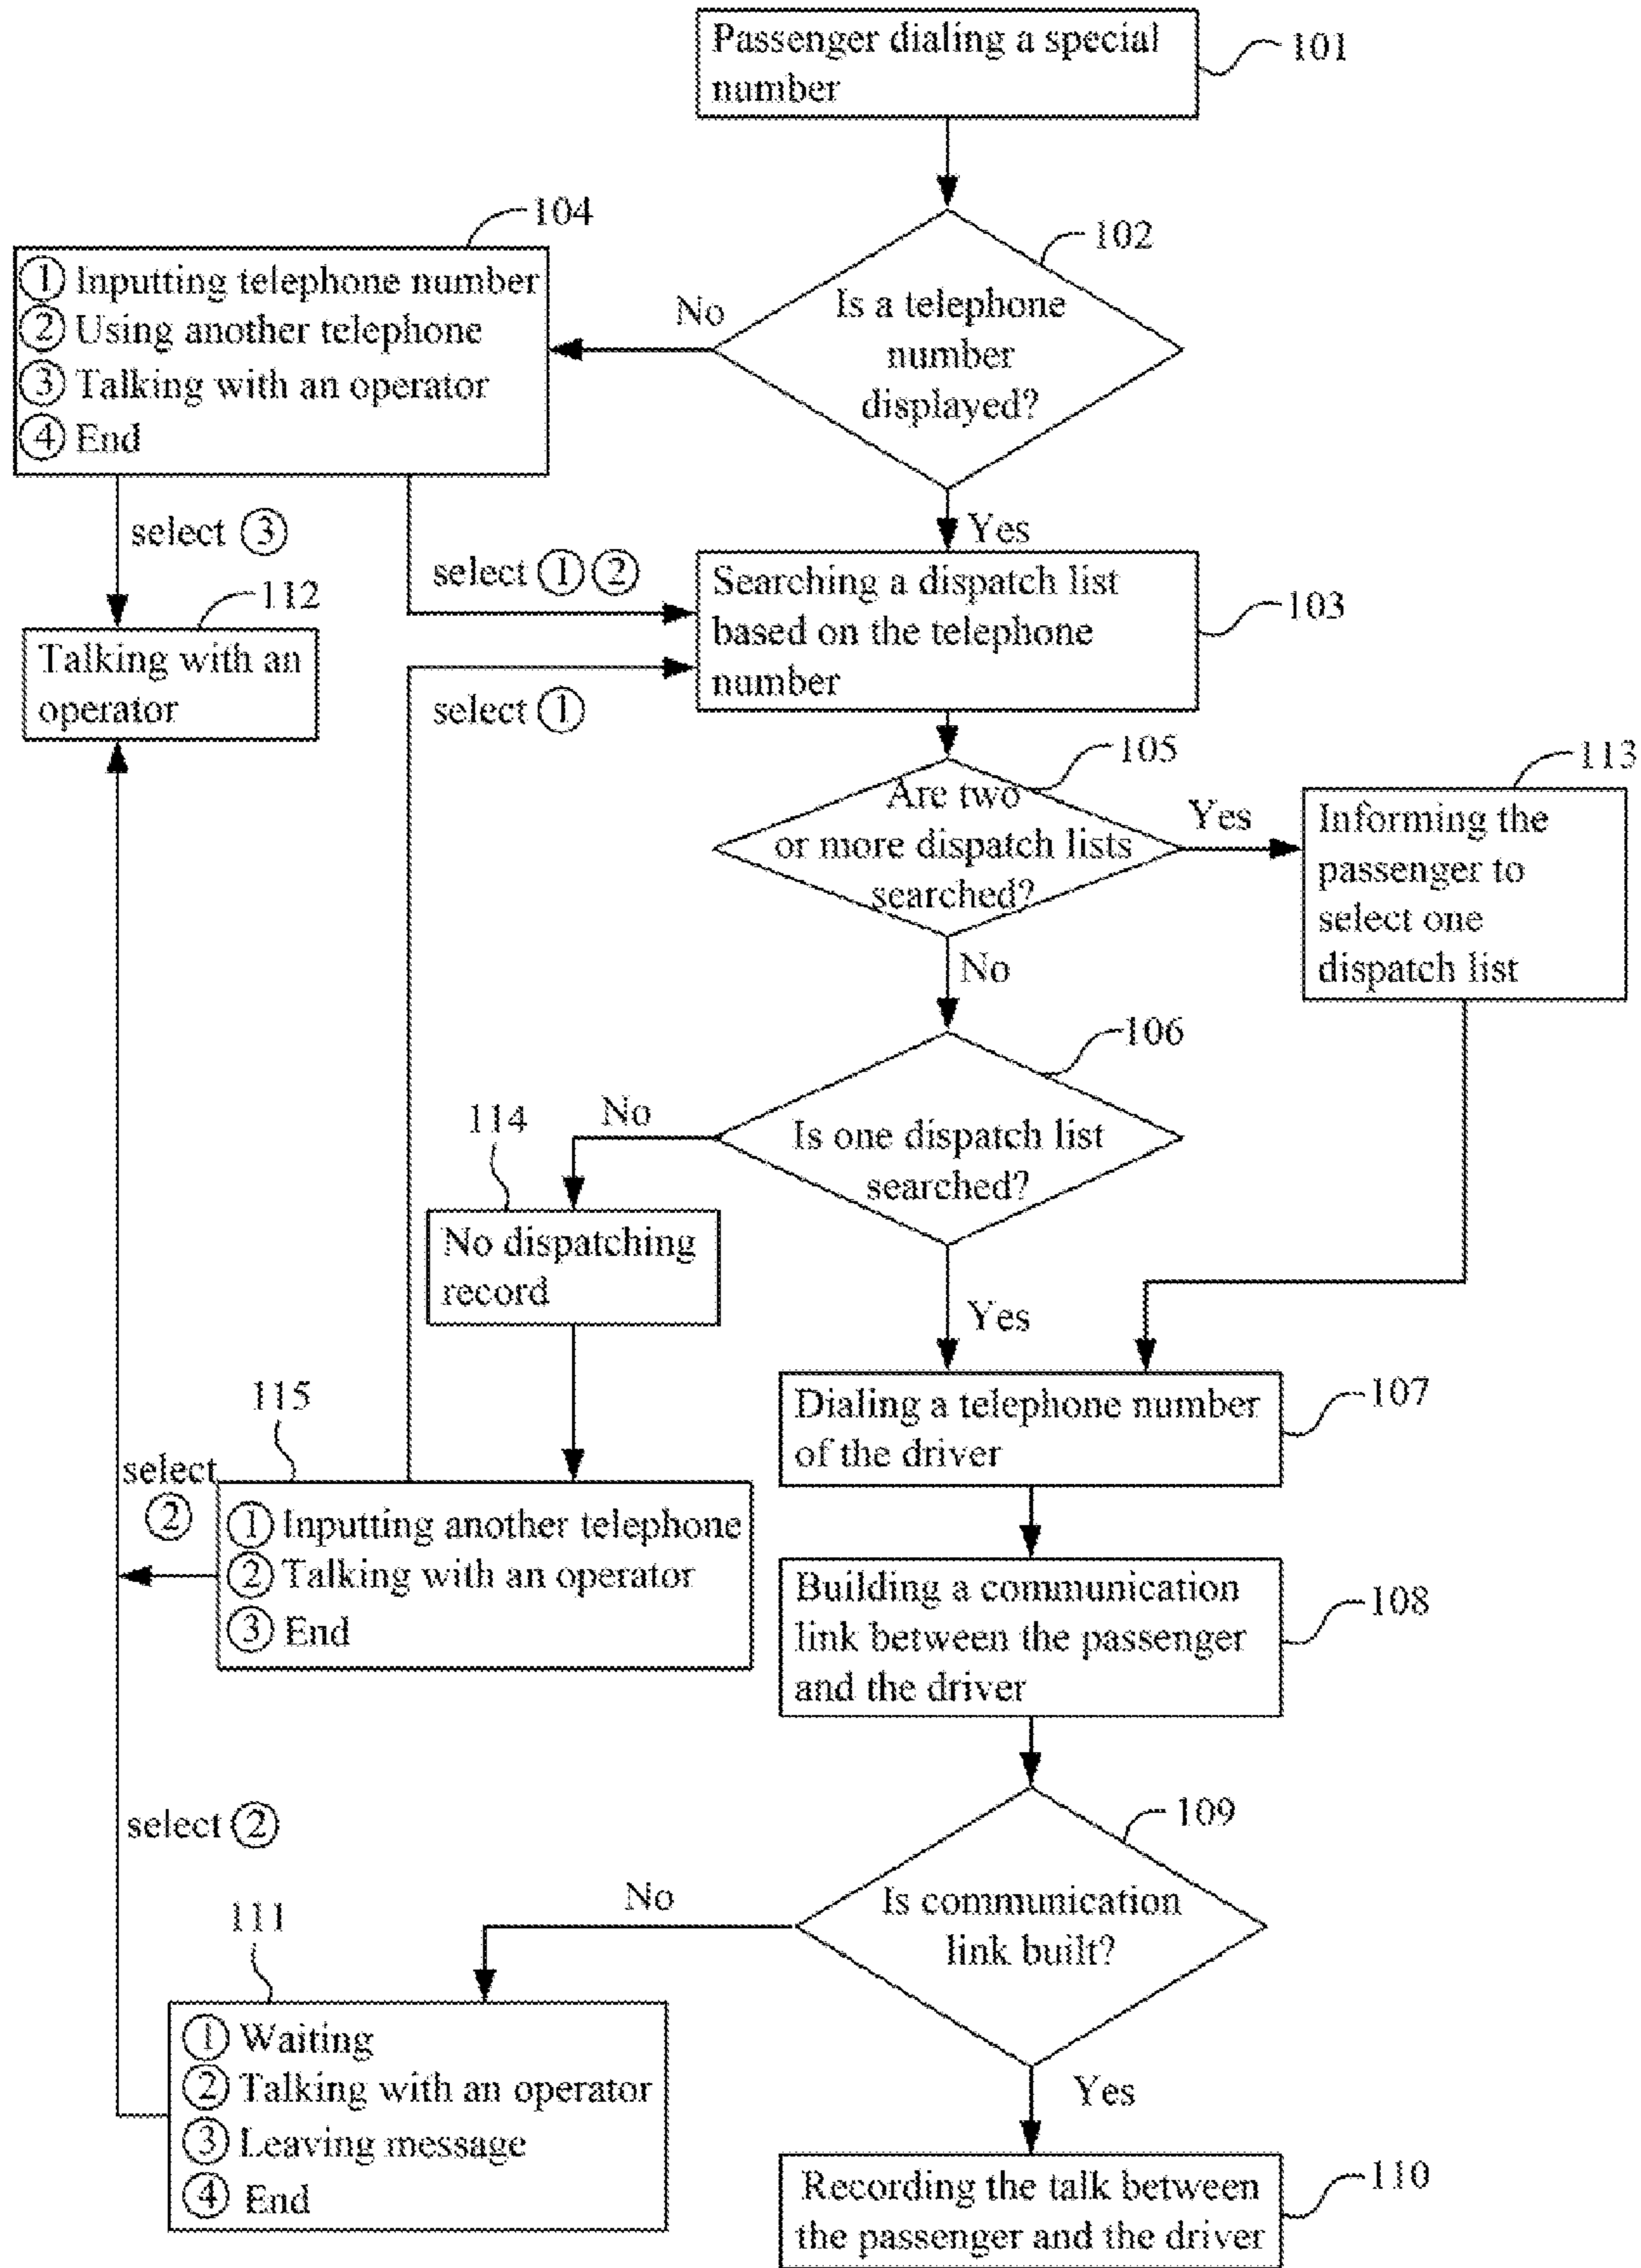 Passenger dialing a special
number
101
102
Is a telephone
number
displayed?
No
Yes
104
① Inputting telephone number
② Using another telephone
③ Talking with an operator
④ End
select ③
select ① ②
112
Talking with an
operator
Searching a dispatch list
based on the telephone
number
103
select ①
105
Are two
or more dispatch lists
searched?
Yes
No
113
Informing the
passenger to
select one
dispatch list
106
Is one dispatch list
searched?
No
Yes
114
No dispatching
record
115
① Inputting another telephone
② Talking with an operator
③ End
select
②
Dialing a telephone number
of the driver
107
Building a communication
link between the passenger
and the driver
108
109
Is communication
link built?
No
Yes
select ②
111
① Waiting
② Talking with an operator
③ Leaving message
④ End
Recording the talk between
the passenger and the driver
110